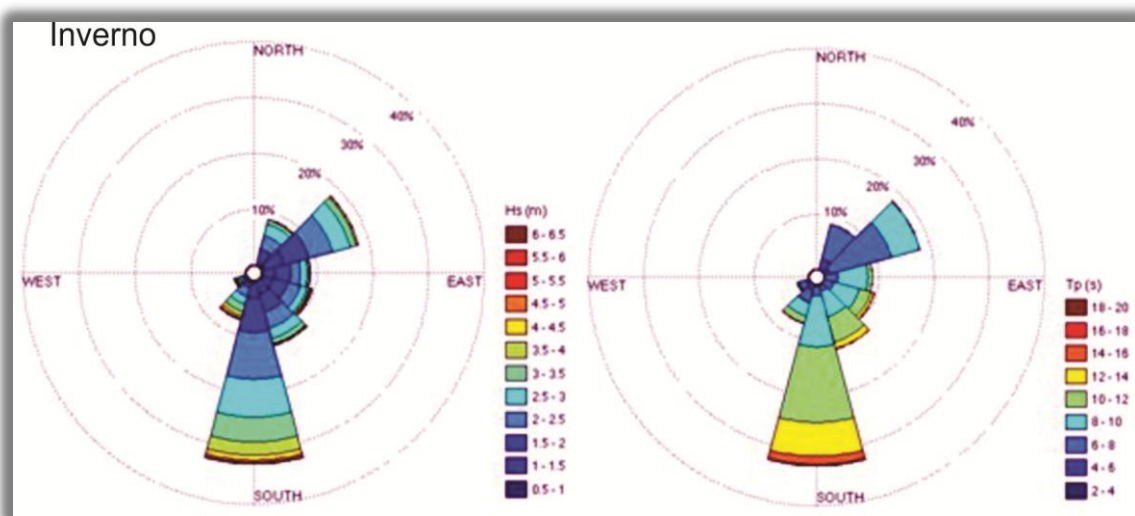 Inverno
NORTH
40%
30%
20%
10%
WEST
EAST
SOUTH
Hs (m)
6 - 6.5
5.5 - 6
5 - 5.5
4.5 - 5
4 - 4.5
3.5 - 4
3 - 3.5
2.5 - 3
2 - 2.5
1.5 - 2
1 - 1.5
0.5 - 1
NORTH
40%
30%
20%
10%
WEST
EAST
SOUTH
Tp (s)
18 - 20
16 - 18
14 - 16
12 - 14
10 - 12
8 - 10
6 - 8
4 - 6
2 - 4